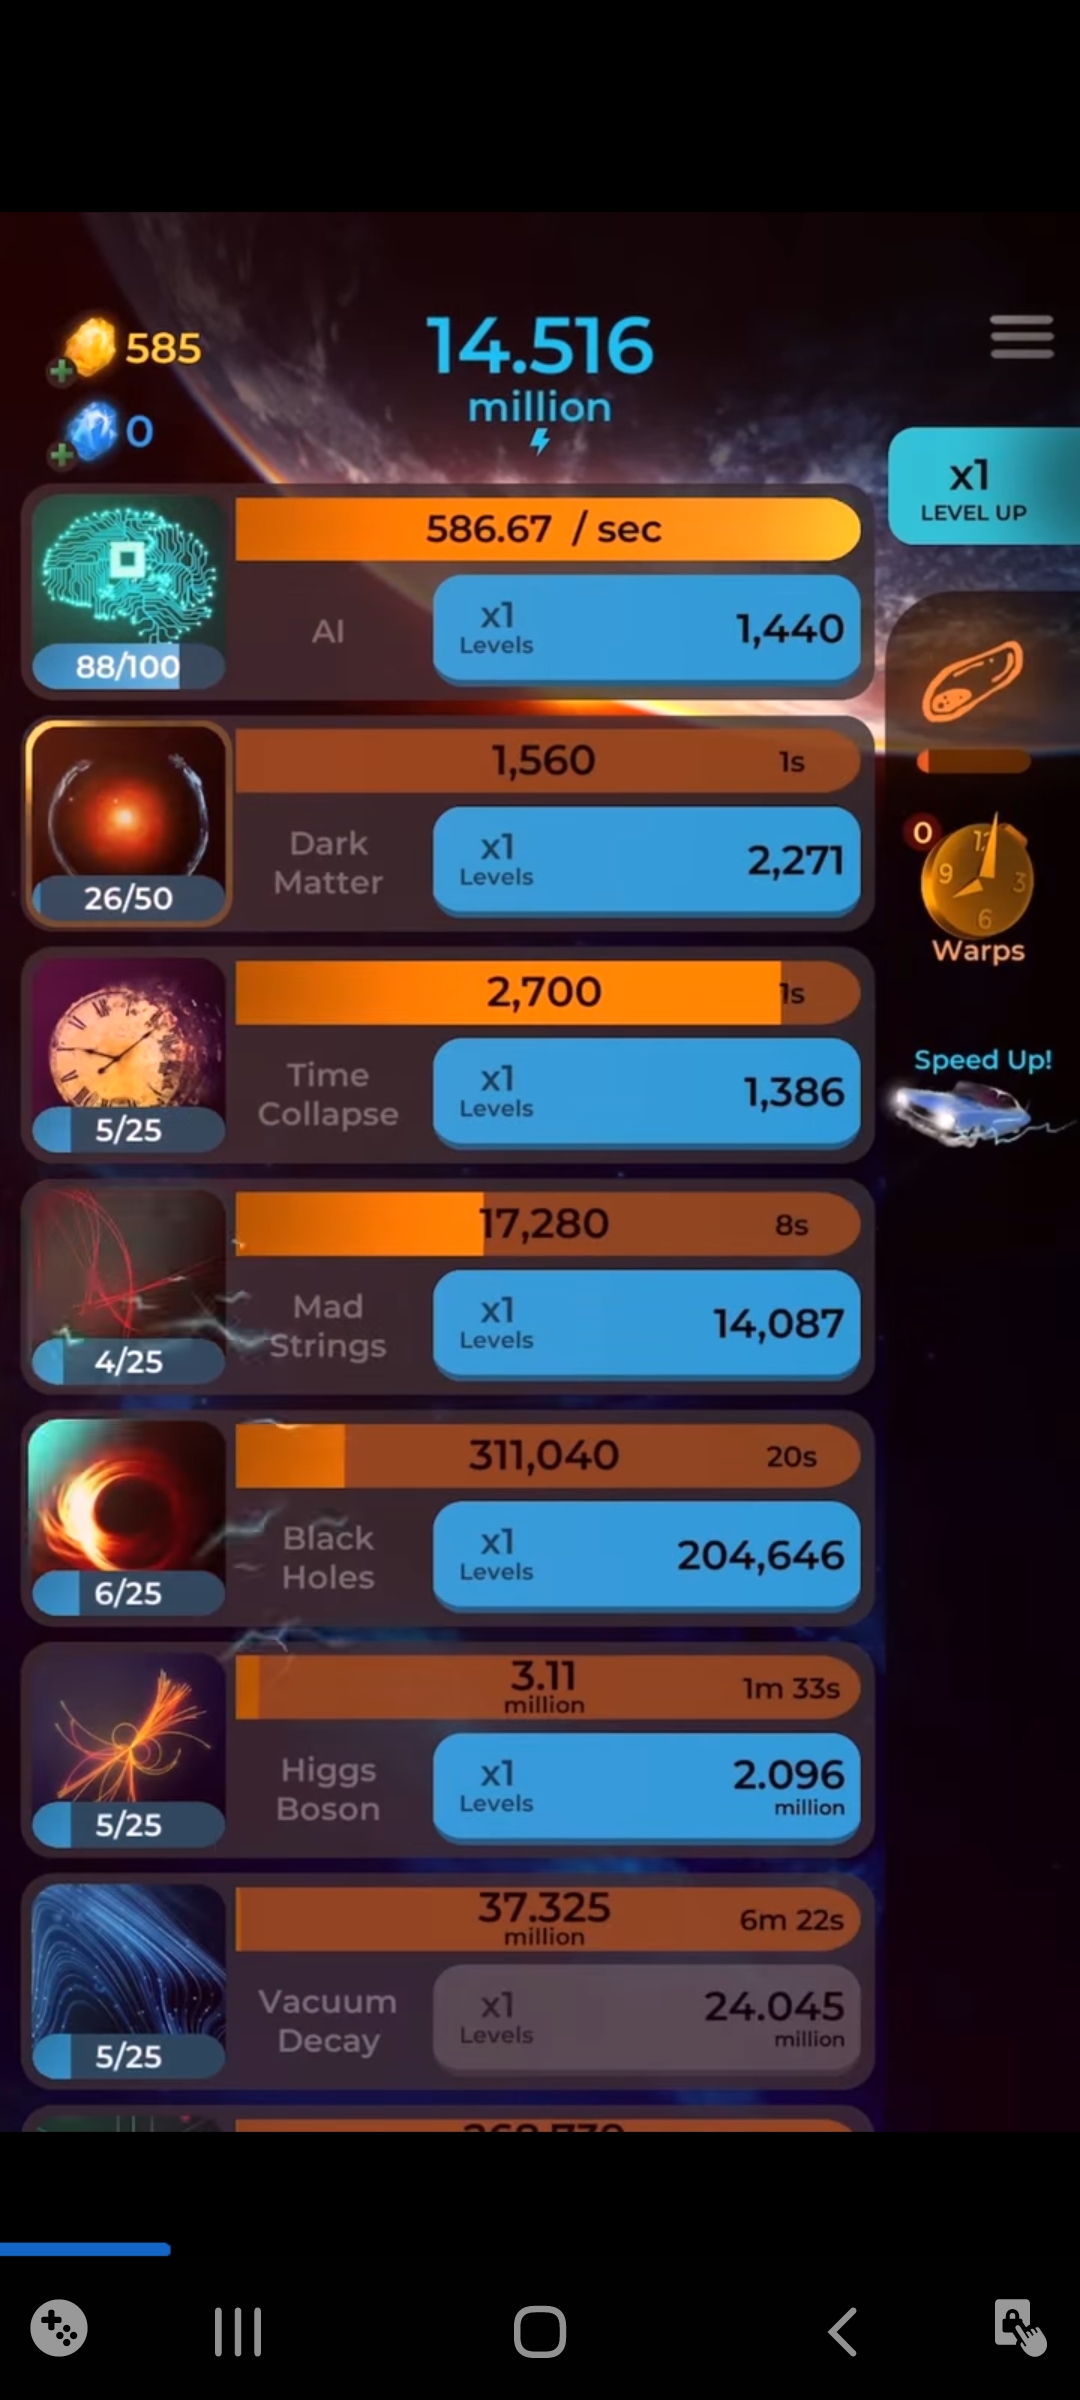 585
14.516
million
0
x1
LEVEL UP
586.67 / sec
AI
x1
Levels
1,440
88/100
1,560
1s
Dark
Matter
x1
Levels
2,271
26/50
0
12
9
3
6
Warps
2,700
1s
Time
Collapse
x1
Levels
1,386
5/25
Speed Up!
17,280
8s
Mad
Strings
x1
Levels
14,087
4/25
311,040
20s
Black
Holes
x1
Levels
204,646
6/25
3.11
million
1m 33s
Higgs
Boson
x1
Levels
2.096
million
5/25
37.325
million
6m 22s
Vacuum
Decay
x1
Levels
24.045
million
5/25